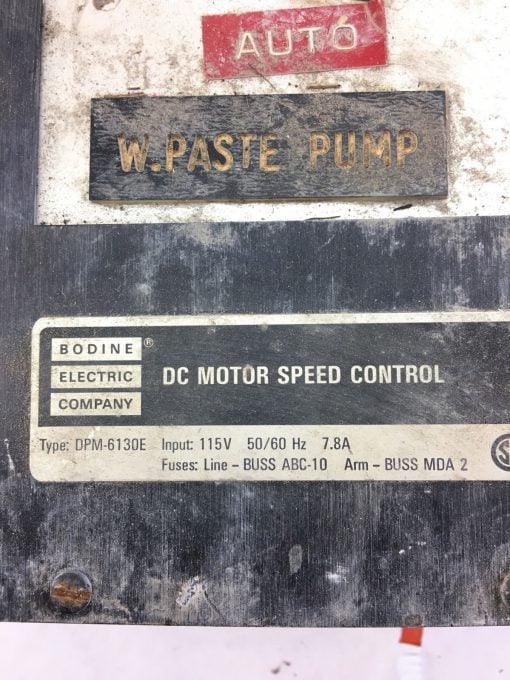 AUTO
W.PASTE PUMP
BODINE ®
ELECTRIC
COMPANY
DC MOTOR SPEED CONTROL
Type: DPM-6130E Input: 115V 50/60 Hz 7.8A
Fuses: Line - BUSS ABC-10 Arm - BUSS MDA 2